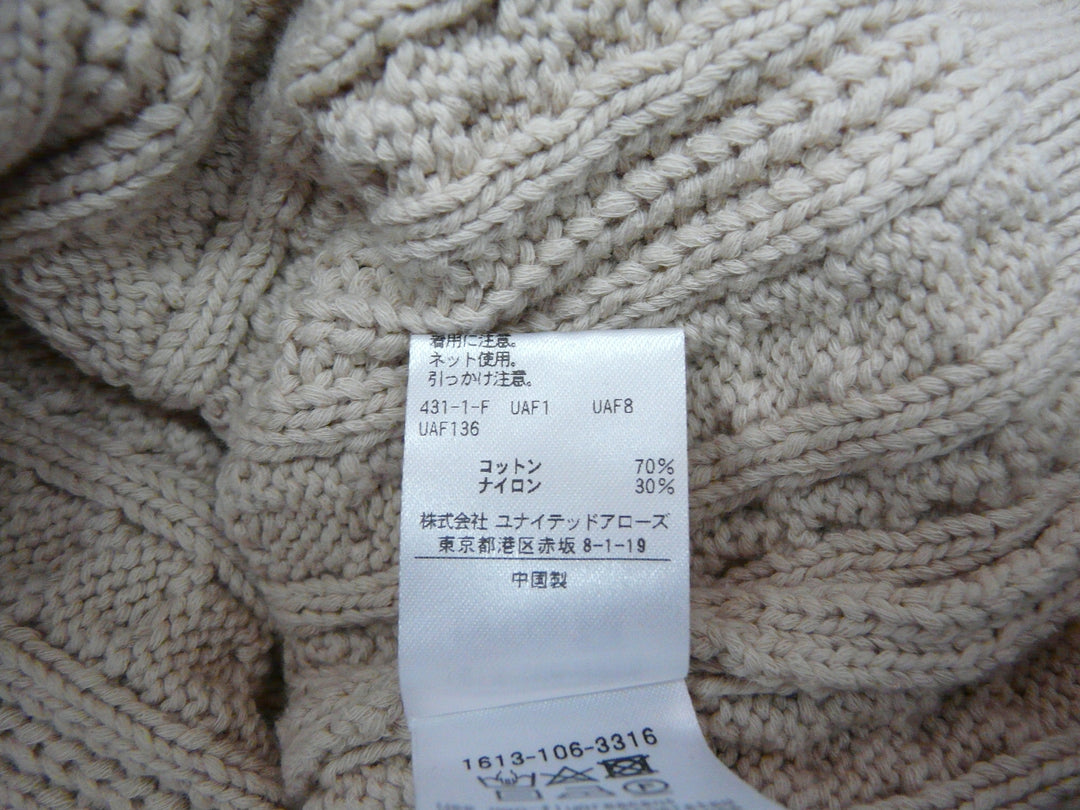 着用に注意。
ネット使用。
引っかけ注意。
431-1-F UAF1 UAF8
UAF136
コットン 70%
ナイロン 30%
株式会社 ユナイテッドアローズ
東京都港区赤坂 8-1-19
中国製
1613-106-3316